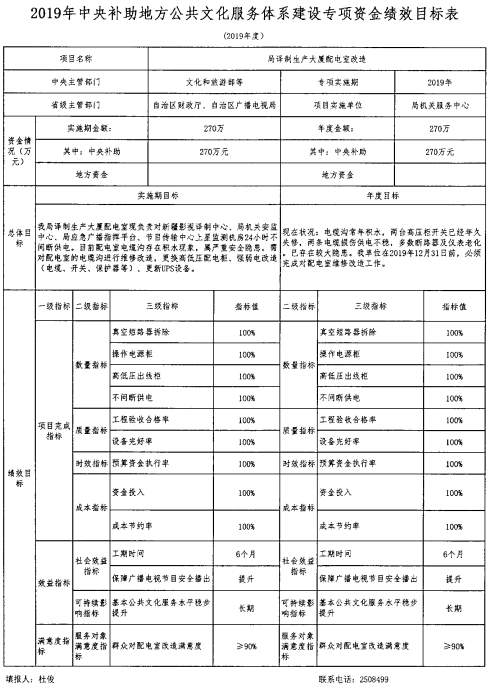 2019年中央补助地方公共文化服务体系建设专项资金绩效目标表
(2019年度)
项目名称 局译制生产大厦配电室改造
中央主管部门 文化和旅游部等 专项实施期 2019年
省级主管部门 自治区财政厅、自治区广播电视局 项目实施单位 局机关服务中心
资金情况（万元） 实施期金额： 270万 年度金额： 270万
其中：中央补助 270万元 其中：中央补助 270万元
地方资金 地方资金
总体目标 实施期目标 年度目标
我局译制生产大厦配电室现负责对新疆影视译制中心、局机关安监
中心、局应急广播指挥平台、节目传输中心上星监测机房24小时不
间断供电。目前配电室电缆沟存在积水现象，属严重安全隐患。需
对配电室的电缆沟进行维修改造，更换高低压配电柜、强弱电改造
（电缆、开关、保护器等）、更新UPS设备。
现在状况：电缆沟常年积水，两台高压柜开关已经年久
失修，两条电缆损伤供电不稳，多数断路器及仪表老化
，已存在较大隐患。我单位在2019年12月31日前，必须
完成对配电室维修改造工作。
绩效目标 一级指标 二级指标 三级指标 指标值 二级指标 三级指标 指标值
项目完成指标 数量指标 真空短路器拆除 100% 数量指标 真空短路器拆除 100%
操作电源柜 100% 操作电源柜 100%
高低压出线柜 100% 高低压出线柜 100%
不间断供电 100% 不间断供电 100%
质量指标 工程验收合格率 100% 质量指标 工程验收合格率 100%
设备完好率 100% 设备完好率 100%
时效指标 预算资金执行率 100% 时效指标 预算资金执行率 100%
成本指标 资金投入 100% 成本指标 资金投入 100%
成本节约率 100% 成本节约率 100%
效益指标 社会效益指标 工期时间 6个月 社会效益指标 工期时间 6个月
保障广播电视节目安全播出 提升 保障广播电视节目安全播出 提升
可持续影响指标 基本公共文化服务水平稳步提升 长期 可持续影响指标 基本公共文化服务水平稳步提升 长期
满意度指标 服务对象满意度指标 群众对配电室改造满意度 ≥90% 服务对象满意度指标 群众对配电室改造满意度 ≥90%
填报人：杜俊 联系电话：2508499